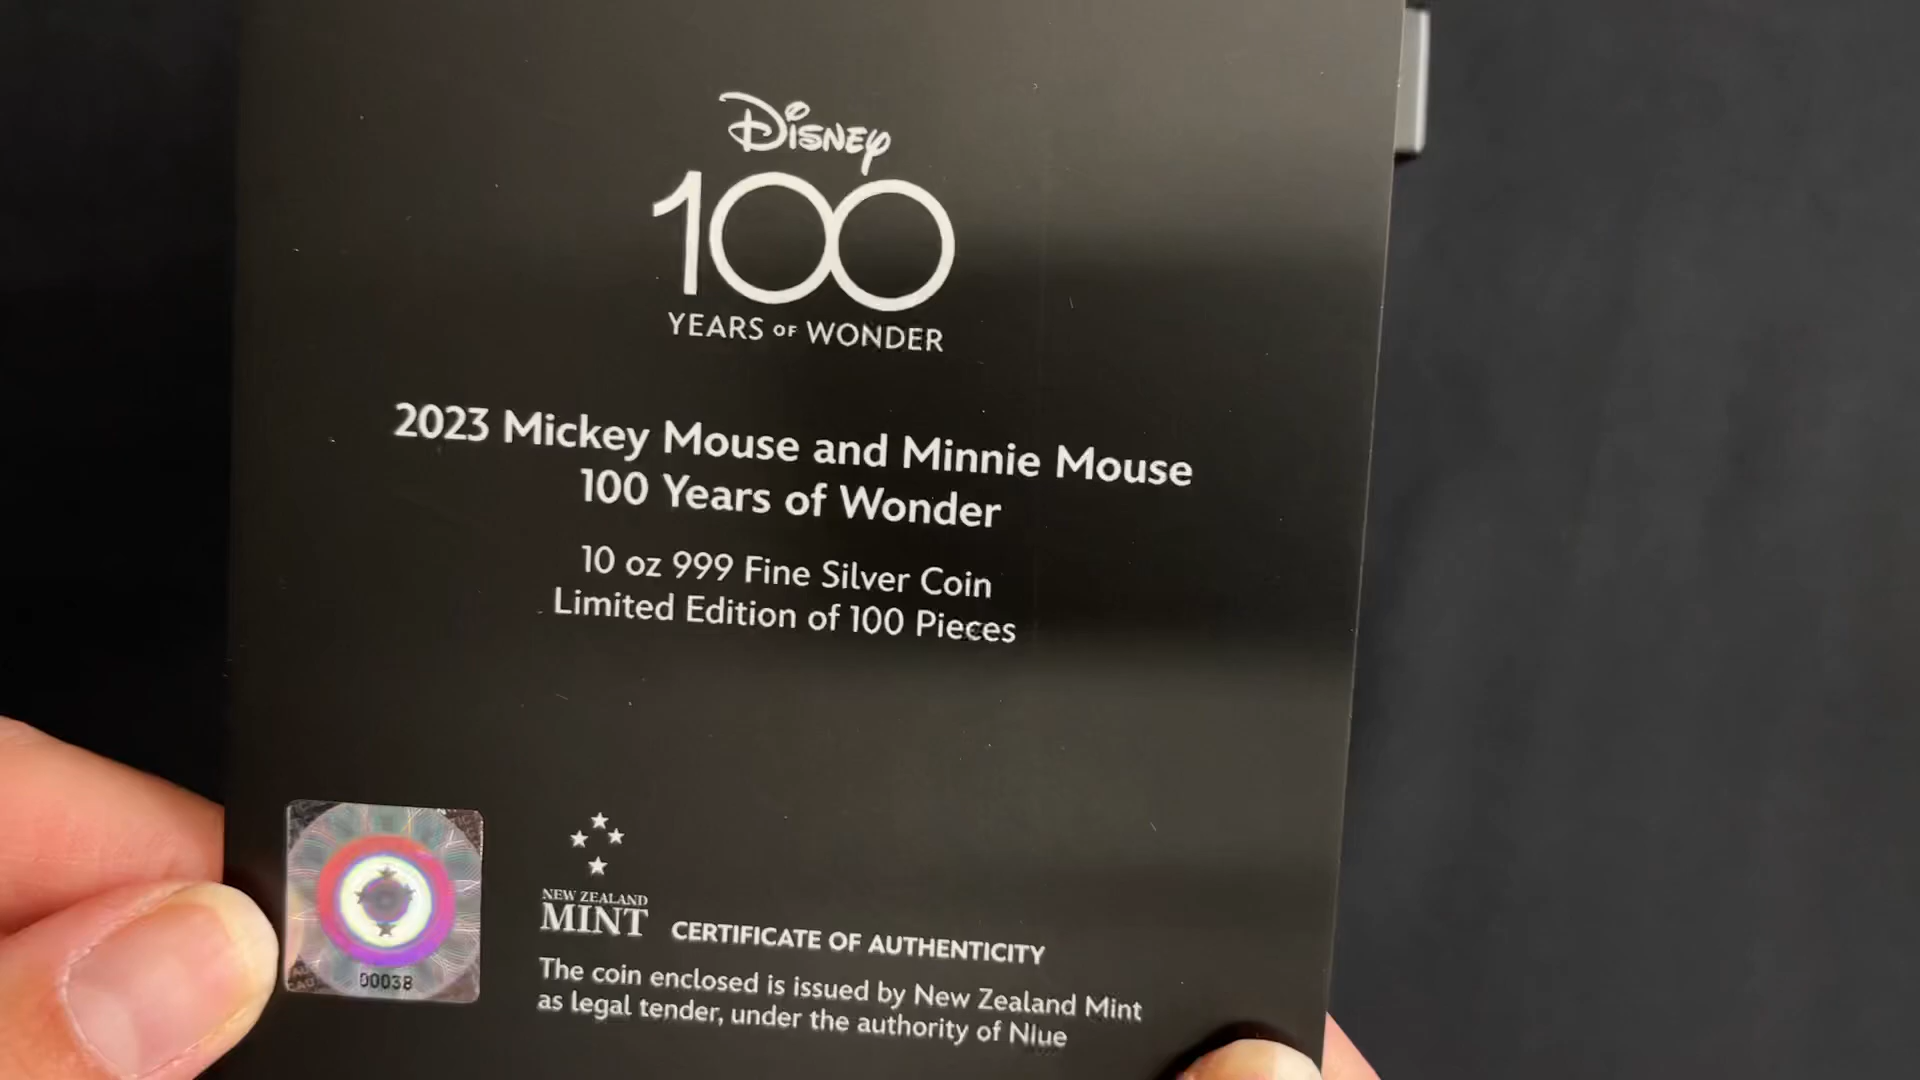 Disney
100
YEARS OF WONDER
2023 Mickey Mouse and Minnie Mouse
100 Years of Wonder
10 oz 999 Fine Silver Coin
Limited Edition of 100 Pieces
NEW ZEALAND
MINT
CERTIFICATE OF AUTHENTICITY
The coin enclosed is issued by New Zealand Mint
as legal tender, under the authority of Niue
00038